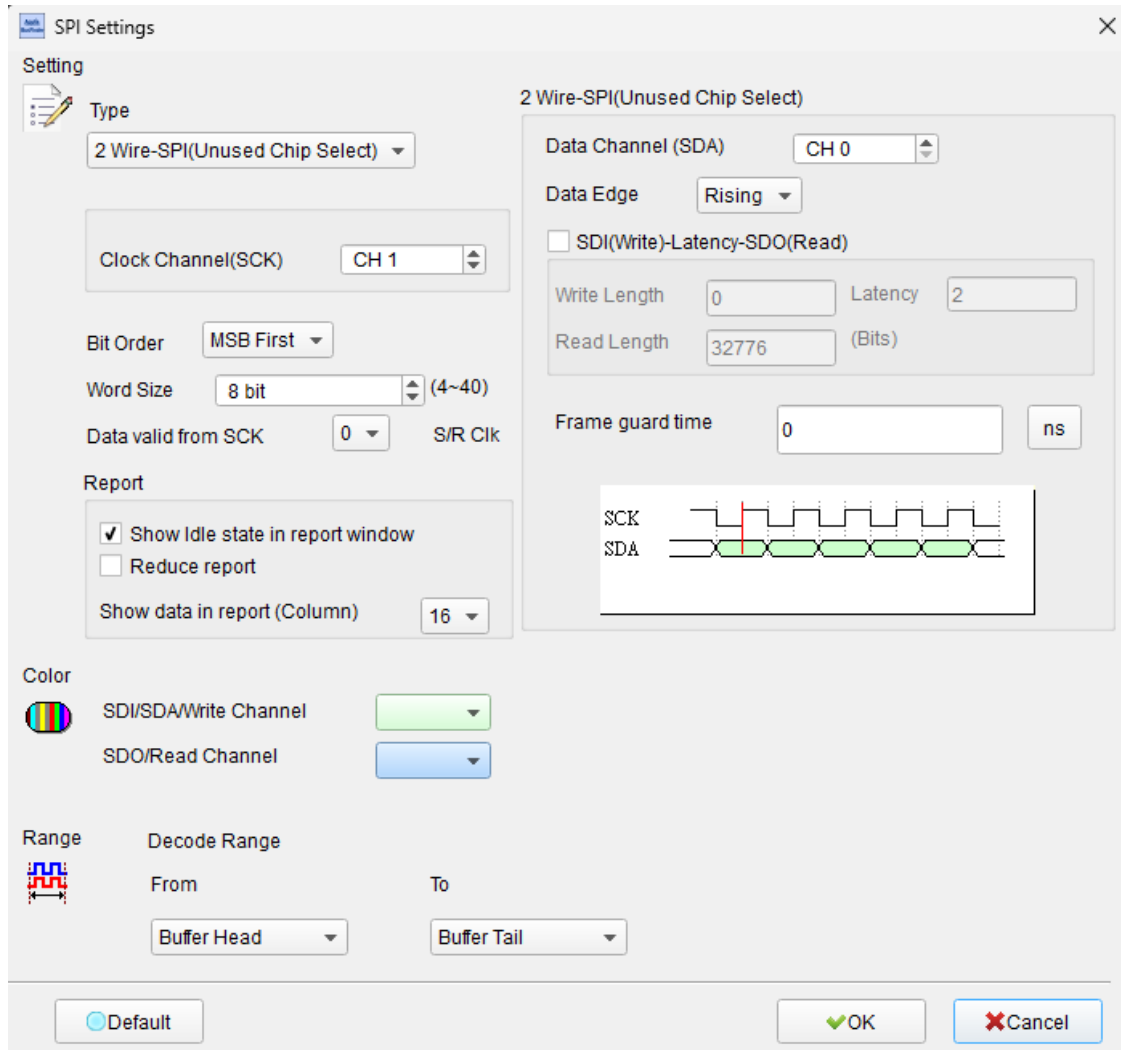 SPI Settings
Setting
Type
2 Wire-SPI(Unused Chip Select)
Clock Channel(SCK)
CH 1
Bit Order
MSB First
Word Size
8 bit
(4~40)
Data valid from SCK
0
S/R Clk
Report
Show Idle state in report window
Reduce report
Show data in report (Column)
16
2 Wire-SPI(Unused Chip Select)
Data Channel (SDA)
CH 0
Data Edge
Rising
SDI(Write)-Latency-SDO(Read)
Write Length
0
Latency
2
Read Length
32776
(Bits)
Frame guard time
0
ns
SCK
SDA
Color
SDI/SDA/Write Channel
SDO/Read Channel
Range
Decode Range
From
To
Buffer Head
Buffer Tail
Default
OK
Cancel